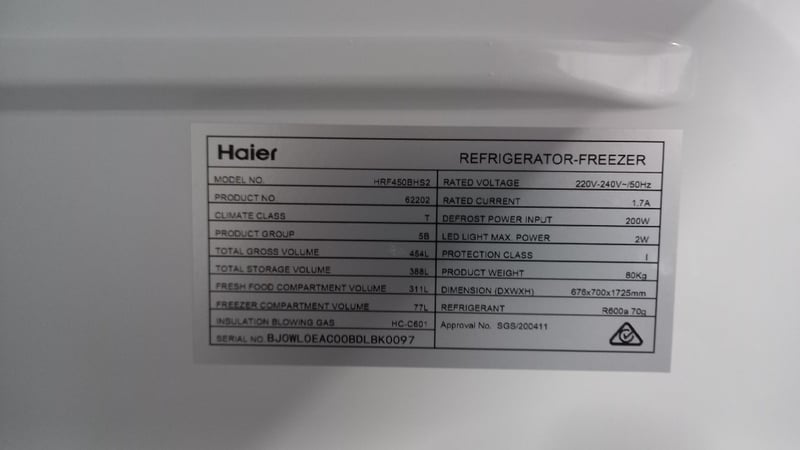 Haier REFRIGERATOR-FREEZER
MODEL NO. HRF450BHS2 RATED VOLTAGE 220V-240V~/50Hz
PRODUCT NO. 62202 RATED CURRENT 1.7A
CLIMATE CLASS T DEFROST POWER INPUT 200W
PRODUCT GROUP 5B LED LIGHT MAX. POWER 2W
TOTAL GROSS VOLUME 454L PROTECTION CLASS I
TOTAL STORAGE VOLUME 388L PRODUCT WEIGHT 80Kg
FRESH FOOD COMPARTMENT VOLUME 311L DIMENSION (DXWXH) 676x700x1725mm
FREEZER COMPARTMENT VOLUME 77L REFRIGERANT R600a 70g
INSULATION BLOWING GAS HC-C601 Approval No. SGS/200411
SERIAL NO. BJ0WL0EAC00BDLBK0097